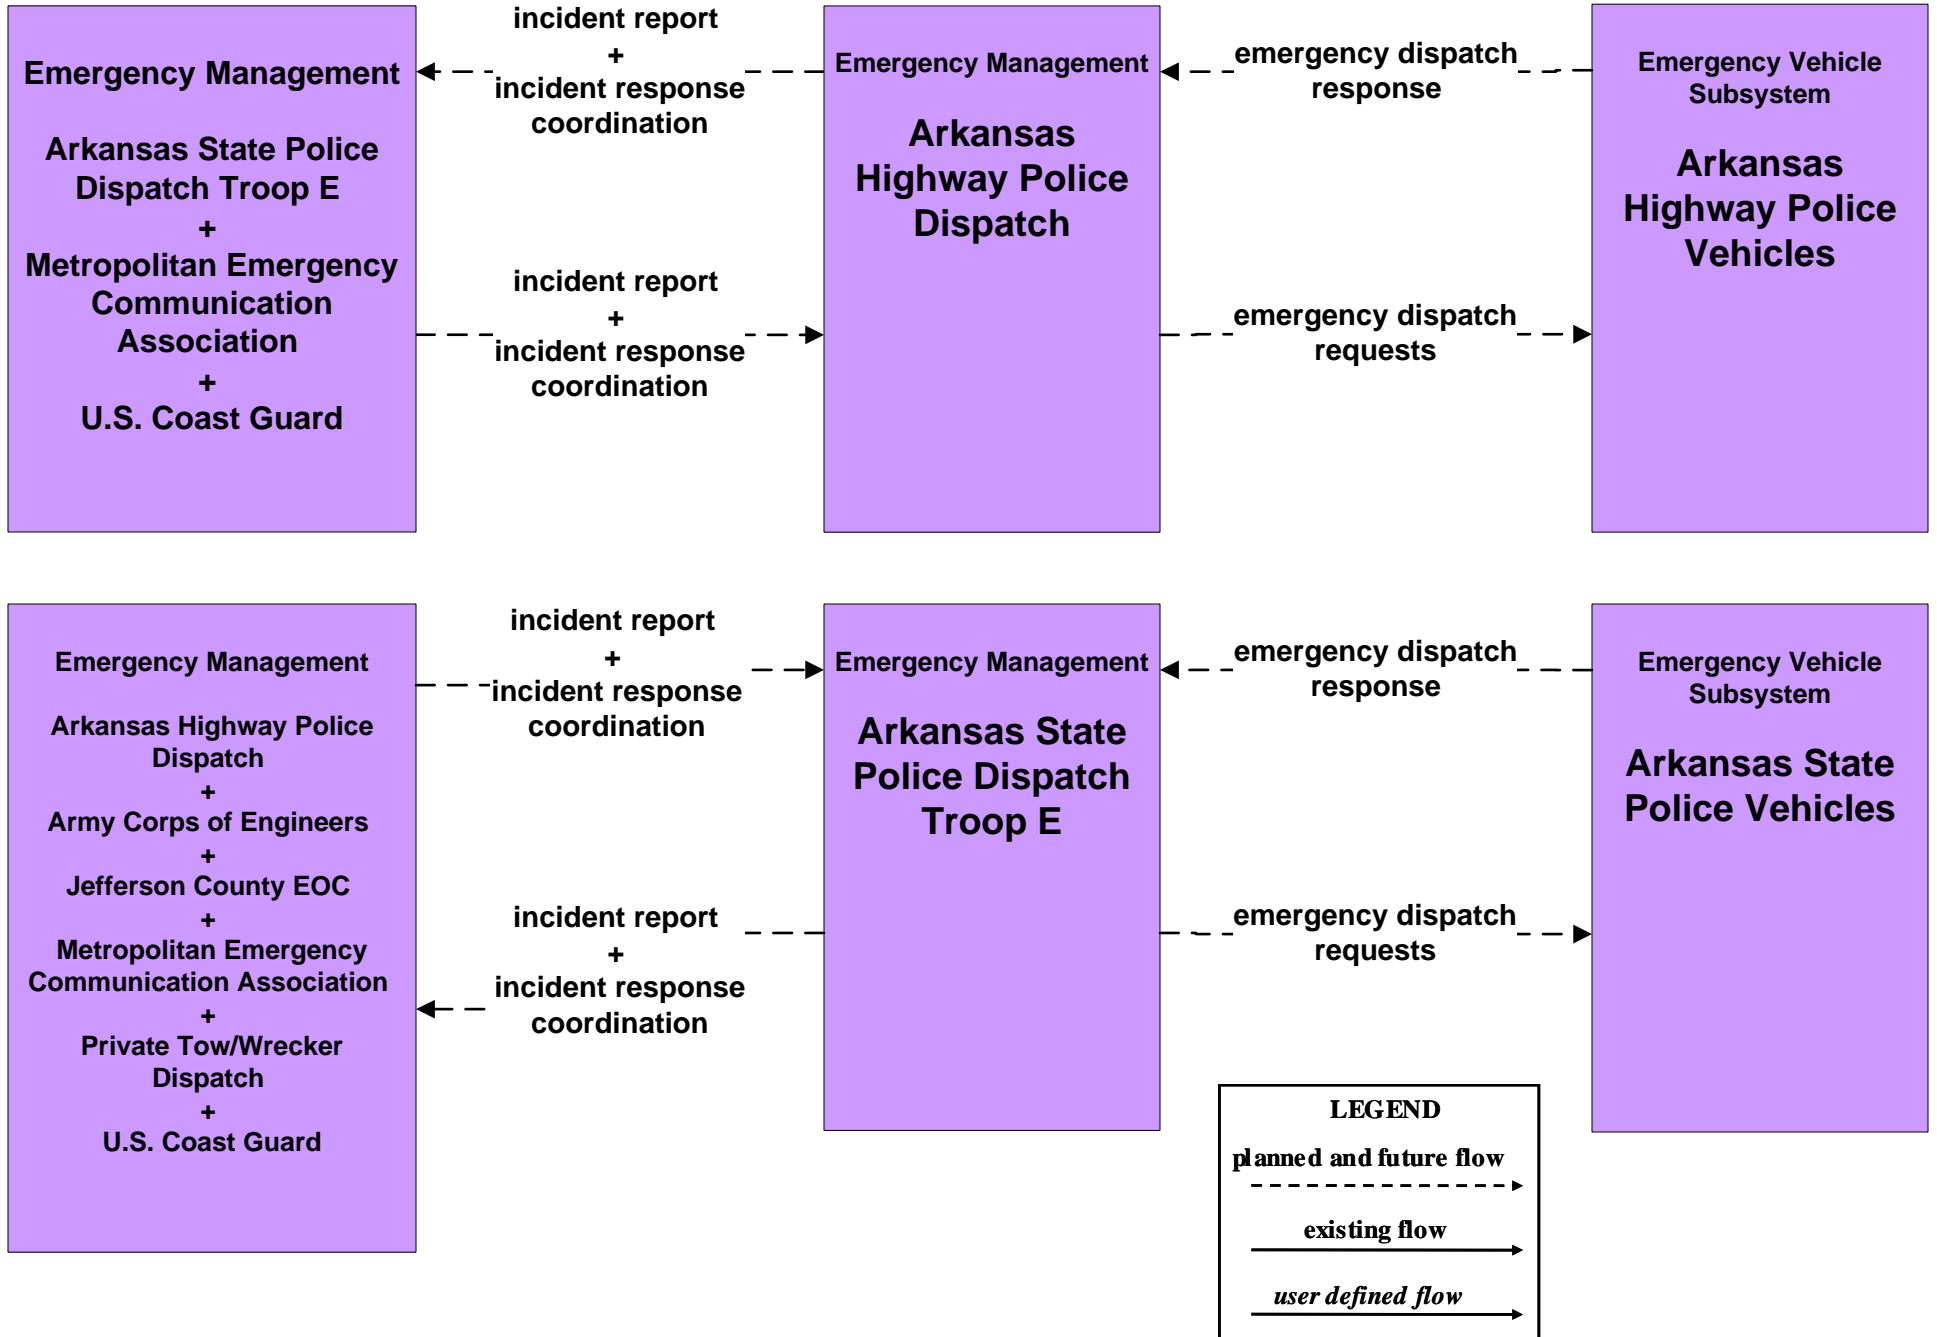 Emergency Management
Arkansas State Police
Dispatch Troop E
+
Metropolitan Emergency
Communication
Association
+
U.S. Coast Guard
incident report
+
incident response
coordination
incident report
+
incident response
coordination
Emergency Management
Arkansas
Highway Police
Dispatch
emergency dispatch
response
emergency dispatch
requests
Emergency Vehicle
Subsystem
Arkansas
Highway Police
Vehicles
Emergency Management
Arkansas Highway Police
Dispatch
+
Army Corps of Engineers
+
Jefferson County EOC
+
Metropolitan Emergency
Communication Association
+
Private Tow/Wrecker
Dispatch
+
U.S. Coast Guard
incident report
+
incident response
coordination
incident report
+
incident response
coordination
Emergency Management
Arkansas State
Police Dispatch
Troop E
emergency dispatch
response
emergency dispatch
requests
Emergency Vehicle
Subsystem
Arkansas State
Police Vehicles
LEGEND
planned and future flow
existing flow
user defined flow